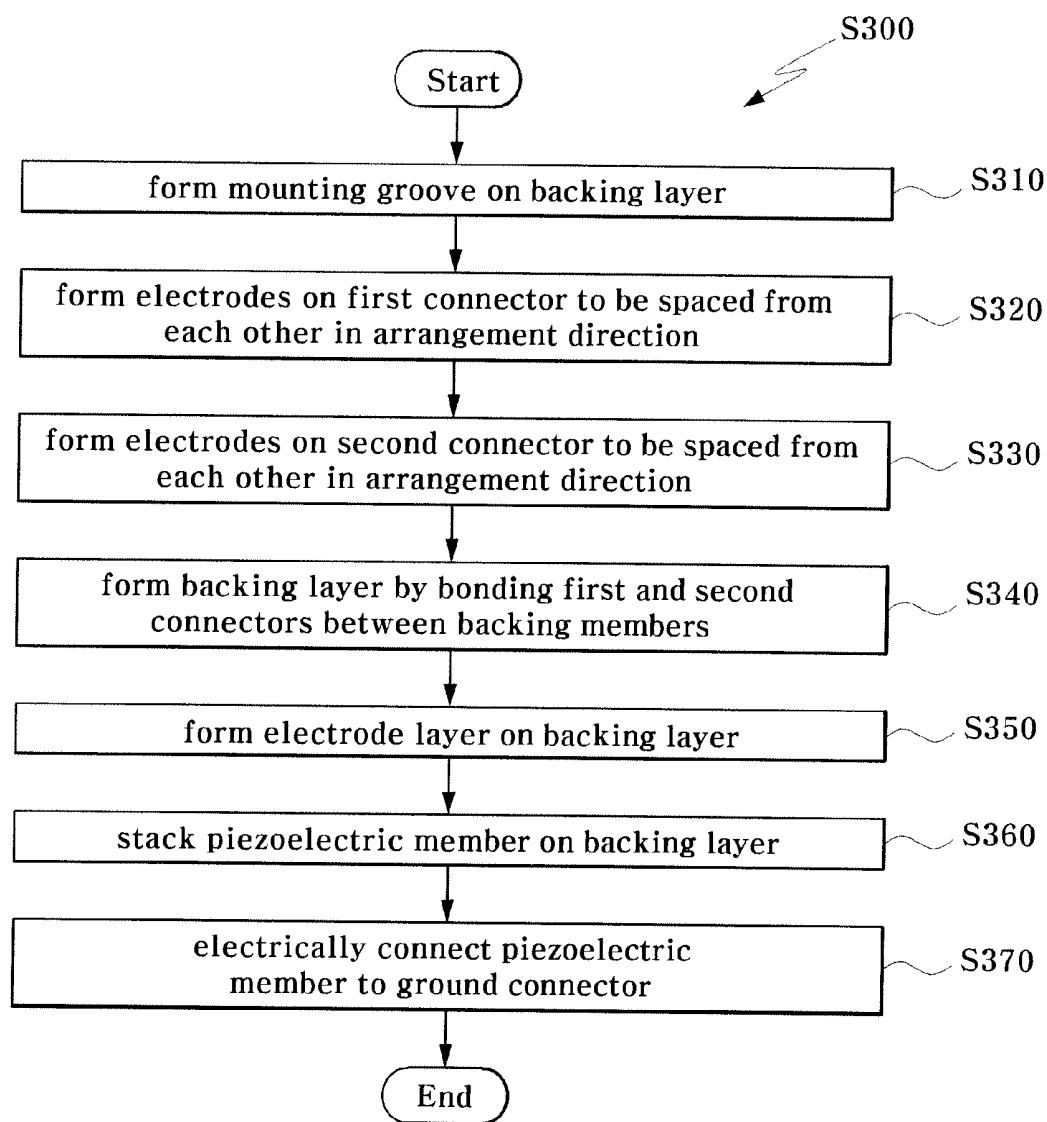 S300
Start
form mounting groove on backing layer
S310
form electrodes on first connector to be spaced from
each other in arrangement direction
S320
form electrodes on second connector to be spaced from
each other in arrangement direction
S330
form backing layer by bonding first and second
connectors between backing members
S340
form electrode layer on backing layer
S350
stack piezoelectric member on backing layer
S360
electrically connect piezoelectric
member to ground connector
S370
End